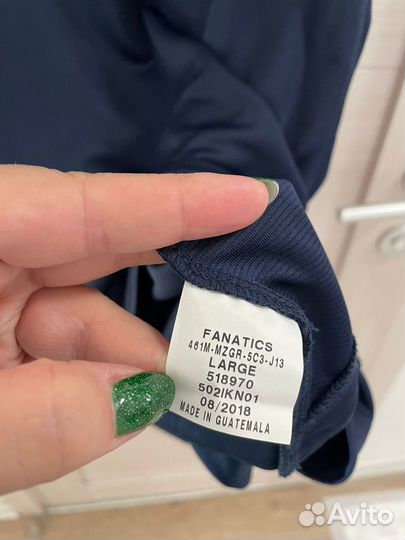 FANATICS
461M-MZGR-5C3-J13
LARGE
518970
502IKN01
08/2018
MADE IN GUATEMALA
Avito